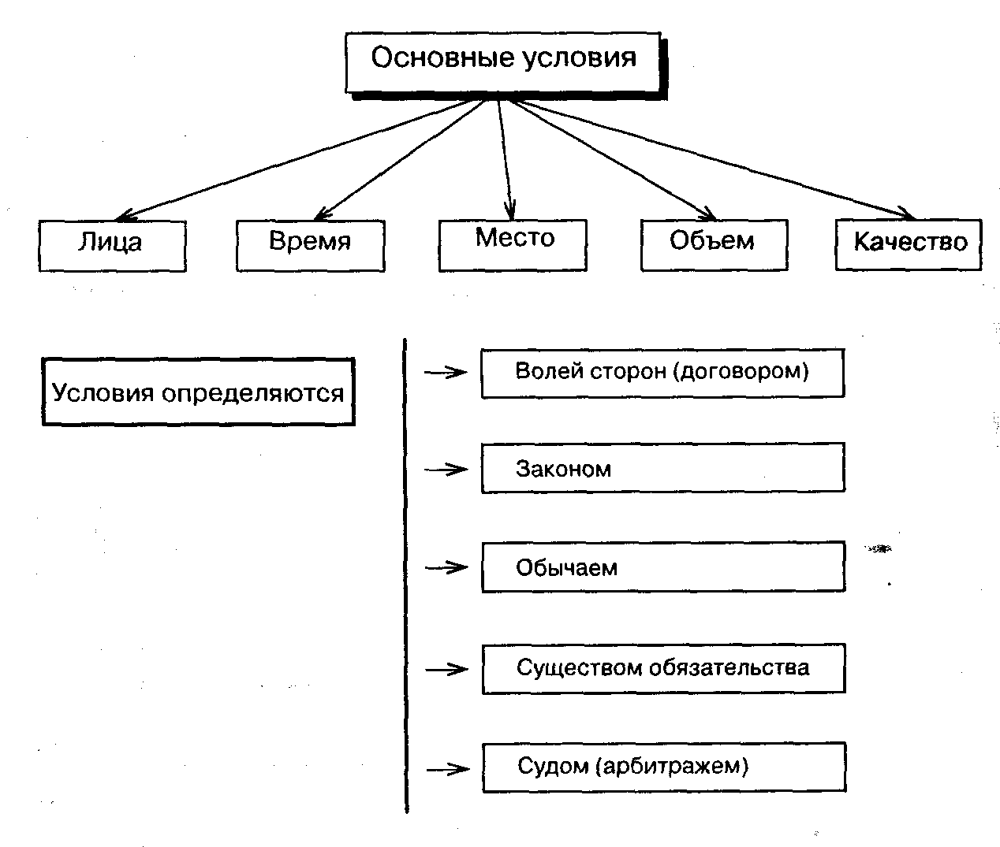 Основные условия
Лица
Время
Место
Объем
Качество
Условия определяются
Волей сторон (договором)
Законом
Обычаем
Существом обязательства
Судом (арбитражем)